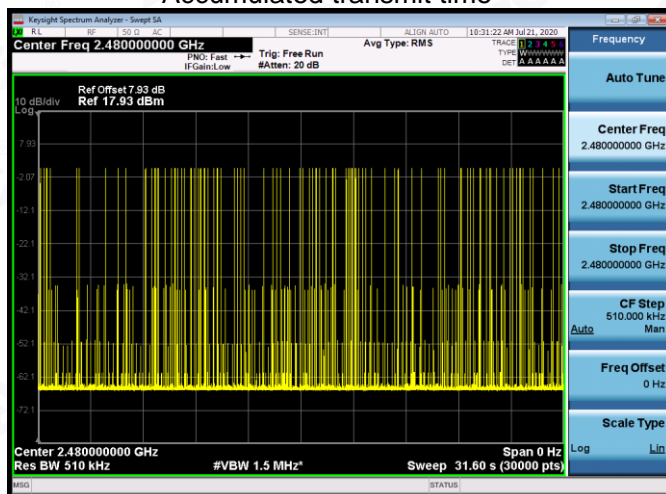 Accumulated transmit time
Keysight Spectrum Analyzer - Swept SA
RL RF 50 Ω AC SENSE:INT ALIGN AUTO 10:31:22 AM Jul 21, 2020
Center Freq 2.480000000 GHz
PNO: Fast
IFGain:Low
Trig: Free Run
#Atten: 20 dB
Avg Type: RMS
TRACE 1 2 3 4 5 6
TYPE WWWWWW
DET A A A A A A
Ref Offset 7.93 dB
10 dB/div Ref 17.93 dBm
Log
7.93
-2.07
-12.1
-22.1
-32.1
-42.1
-52.1
-62.1
-72.1
Center 2.480000000 GHz Span 0 Hz
Res BW 510 kHz #VBW 1.5 MHz* Sweep 31.60 s (30000 pts)
MSG STATUS
Frequency
Auto Tune
Center Freq
2.480000000 GHz
Start Freq
2.480000000 GHz
Stop Freq
2.480000000 GHz
CF Step
510.000 kHz
Auto Man
Freq Offset
0 Hz
Scale Type
Log Lin